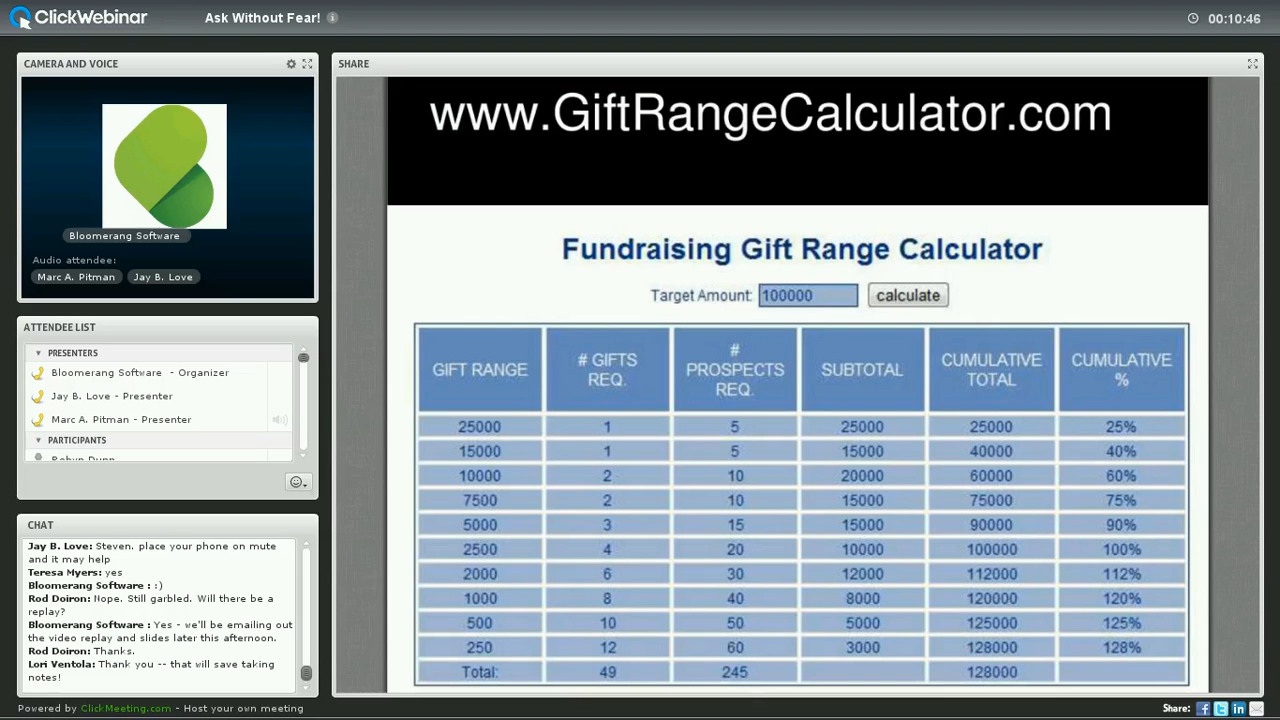 ClickWebinar
Ask Without Fear!
00:10:46
CAMERA AND VOICE
Bloomerang Software
Audio attendee:
Marc A. Pitman Jay B. Love
ATTENDEE LIST
PRESENTERS
Bloomerang Software - Organizer
Jay B. Love - Presenter
Marc A. Pitman - Presenter
PARTICIPANTS
Robyn Dunn
CHAT
Jay B. Love: Steven. place your phone on mute
and it may help
Teresa Myers: yes
Bloomerang Software : :)
Rod Doiron: Nope. Still garbled. Will there be a
replay?
Bloomerang Software : Yes - we'll be emailing out
the video replay and slides later this afternoon.
Rod Doiron: Thanks.
Lori Ventola: Thank you -- that will save taking
notes!
SHARE
www.GiftRangeCalculator.com
Fundraising Gift Range Calculator
Target Amount: 100000 calculate
GIFT RANGE # GIFTS REQ. # PROSPECTS REQ. SUBTOTAL CUMULATIVE TOTAL CUMULATIVE %
25000 1 5 25000 25000 25%
15000 1 5 15000 40000 40%
10000 2 10 20000 60000 60%
7500 2 10 15000 75000 75%
5000 3 15 15000 90000 90%
2500 4 20 10000 100000 100%
2000 6 30 12000 112000 112%
1000 8 40 8000 120000 120%
500 10 50 5000 125000 125%
250 12 60 3000 128000 128%
Total: 49 245 128000
Powered by ClickMeeting.com - Host your own meeting
Share: